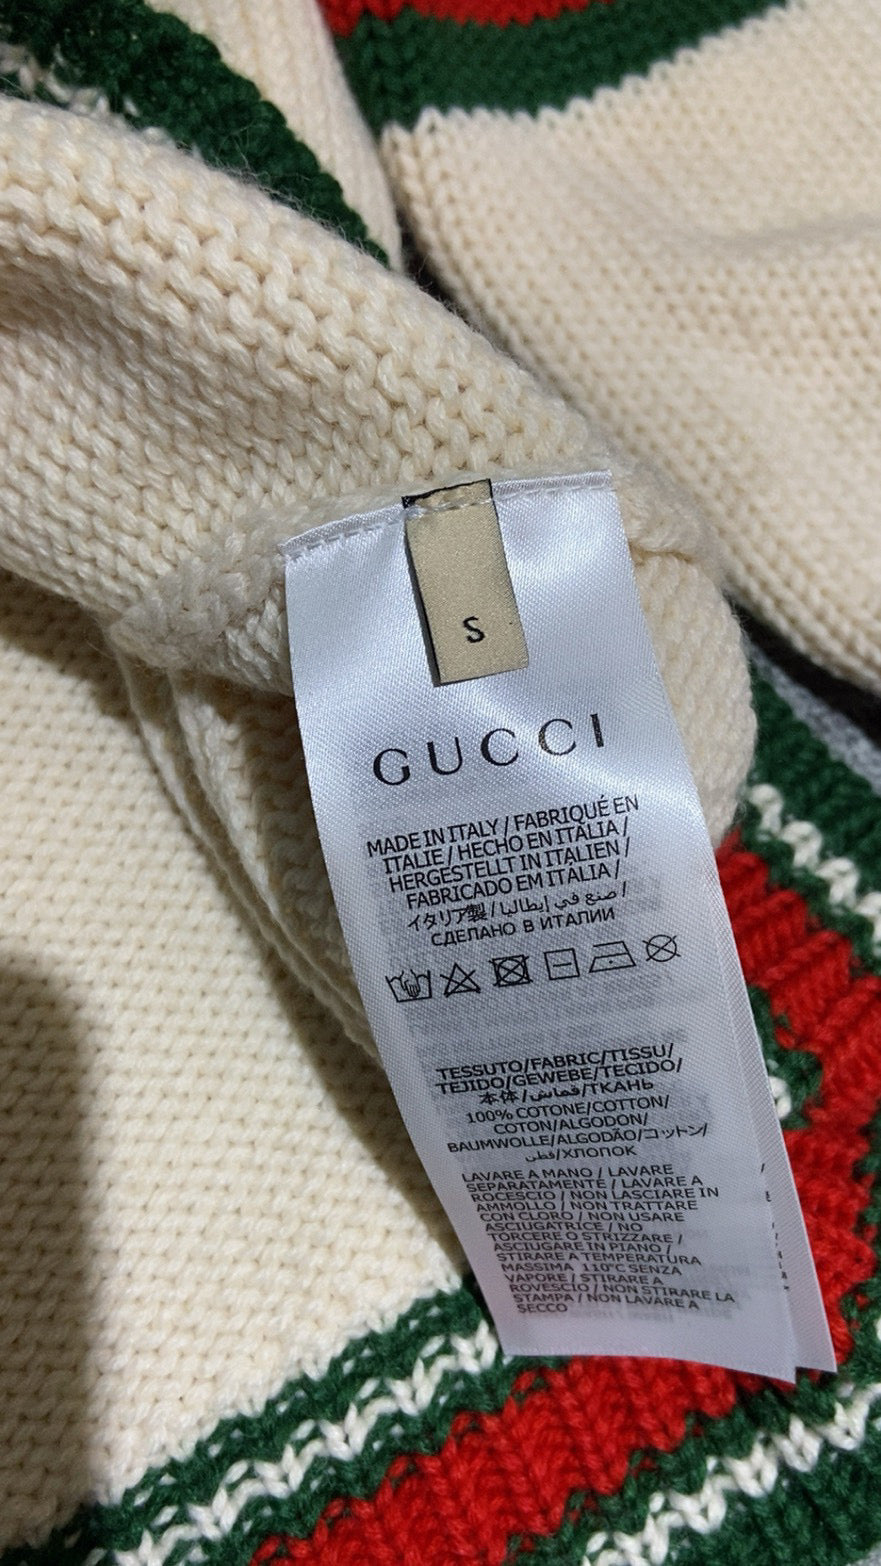 S
GUCCI
MADE IN ITALY / FABRIQUÉ EN
ITALIE / HECHO EN ITALIA /
HERGESTELLT IN ITALIEN /
FABRICADO EM ITÁLIA /
イタリア製 / صنع في إيطاليا /
СДЕЛАНО В ИТАЛИИ
TESSUTO/FABRIC/TISSU/
TEJIDO/GEWEBE/TECIDO/
本体/قماش/ТКАНЬ
100% COTONE/COTTON/
COTON/ALGODON/
BAUMWOLLE/ALGODÃO/コットン/
قطن/ХЛОПОК
LAVARE A MANO / LAVARE
SEPARATAMENTE / LAVARE A
ROCESCIO / NON LASCIARE IN
AMMOLLO / NON TRATTARE
CON CLORO / NON USARE
ASCIUGATRICE / NO
TORCERE O STRIZZARE /
ASCIUGARE IN PIANO /
STIRARE A TEMPERATURA
MASSIMA 110°C SENZA
VAPORE / STIRARE A
ROVESCIO / NON STIRARE LA
STAMPA / NON LAVARE A
SECCO